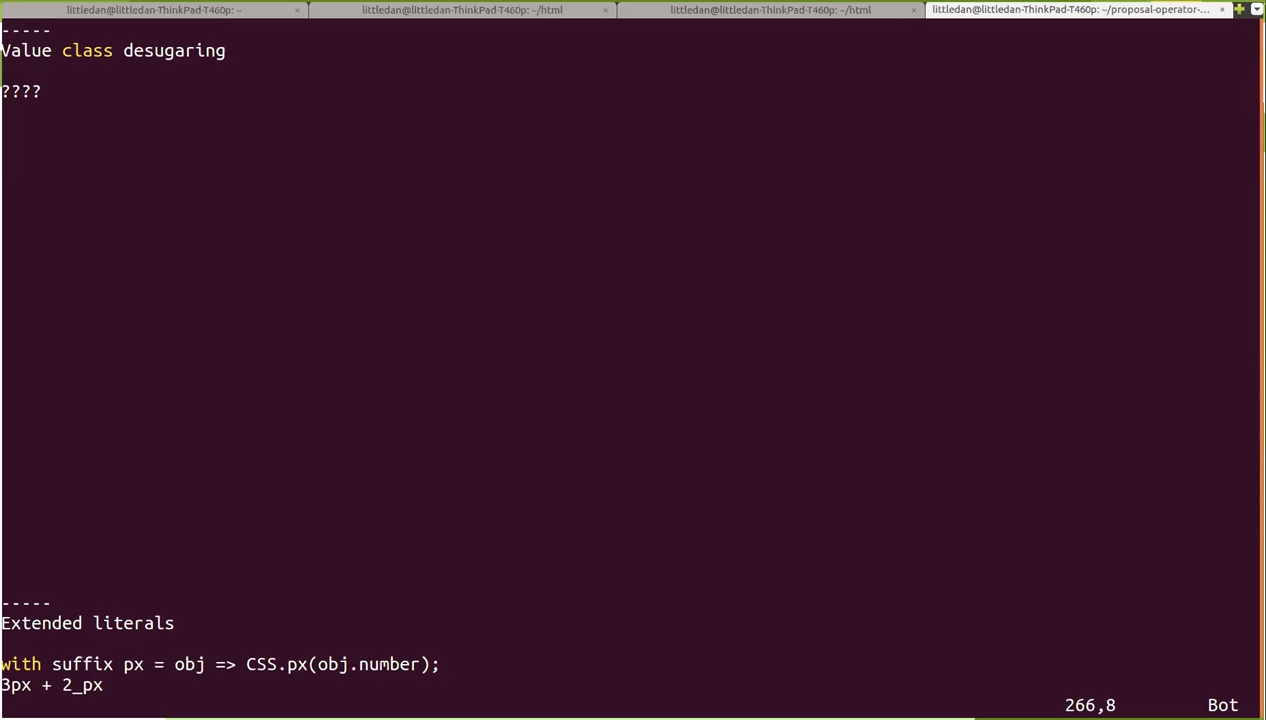 littledan@littledan-ThinkPad-T460p: ~
littledan@littledan-ThinkPad-T460p: ~/html
littledan@littledan-ThinkPad-T460p: ~/html
littledan@littledan-ThinkPad-T460p: ~/proposal-operator-...
-----
Value class desugaring
????
-----
Extended literals
with suffix px = obj => CSS.px(obj.number);
3px + 2_px
266,8 Bot